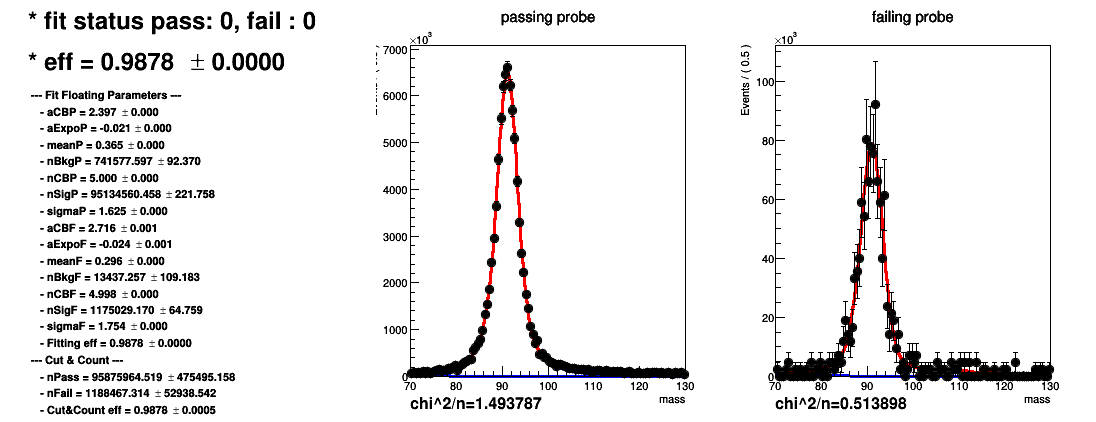 * fit status pass: 0, fail : 0
* eff = 0.9878 ± 0.0000
--- Fit Floating Parameters ---
- aCBP = 2.397 ± 0.000
- aExpoP = -0.021 ± 0.000
- meanP = 0.365 ± 0.000
- nBkgP = 741577.597 ± 92.370
- nCBP = 5.000 ± 0.000
- nSigP = 95134560.458 ± 221.758
- sigmaP = 1.625 ± 0.000
- aCBF = 2.716 ± 0.001
- aExpoF = -0.024 ± 0.001
- meanF = 0.296 ± 0.000
- nBkgF = 13437.257 ± 109.183
- nCBF = 4.998 ± 0.000
- nSigF = 1175029.170 ± 64.759
- sigmaF = 1.754 ± 0.000
- Fitting eff = 0.9878 ± 0.0000
--- Cut & Count ---
- nPass = 95875964.519 ± 475495.158
- nFail = 1188467.314 ± 52938.542
- Cut&Count eff = 0.9878 ± 0.0005
passing probe
×10³
7000
6000
5000
4000
3000
2000
1000
0
70 80 90 100 110 120 130
mass
chi^2/n=1.493787
failing probe
×10³
Events / ( 0.5 )
100
80
60
40
20
0
70 80 90 100 110 120 130
mass
chi^2/n=0.513898